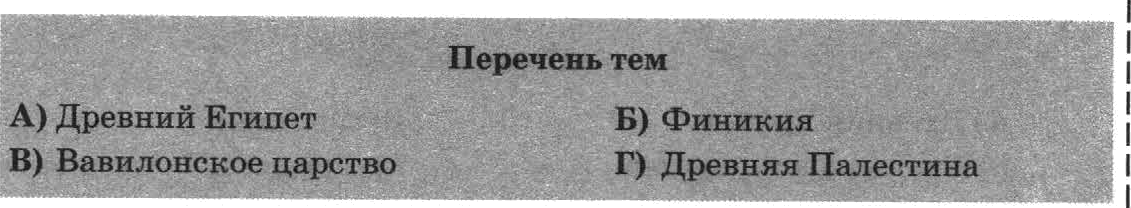 Перечень тем
А) Древний Египет Б) Финикия
В) Вавилонское царство Г) Древняя Палестина